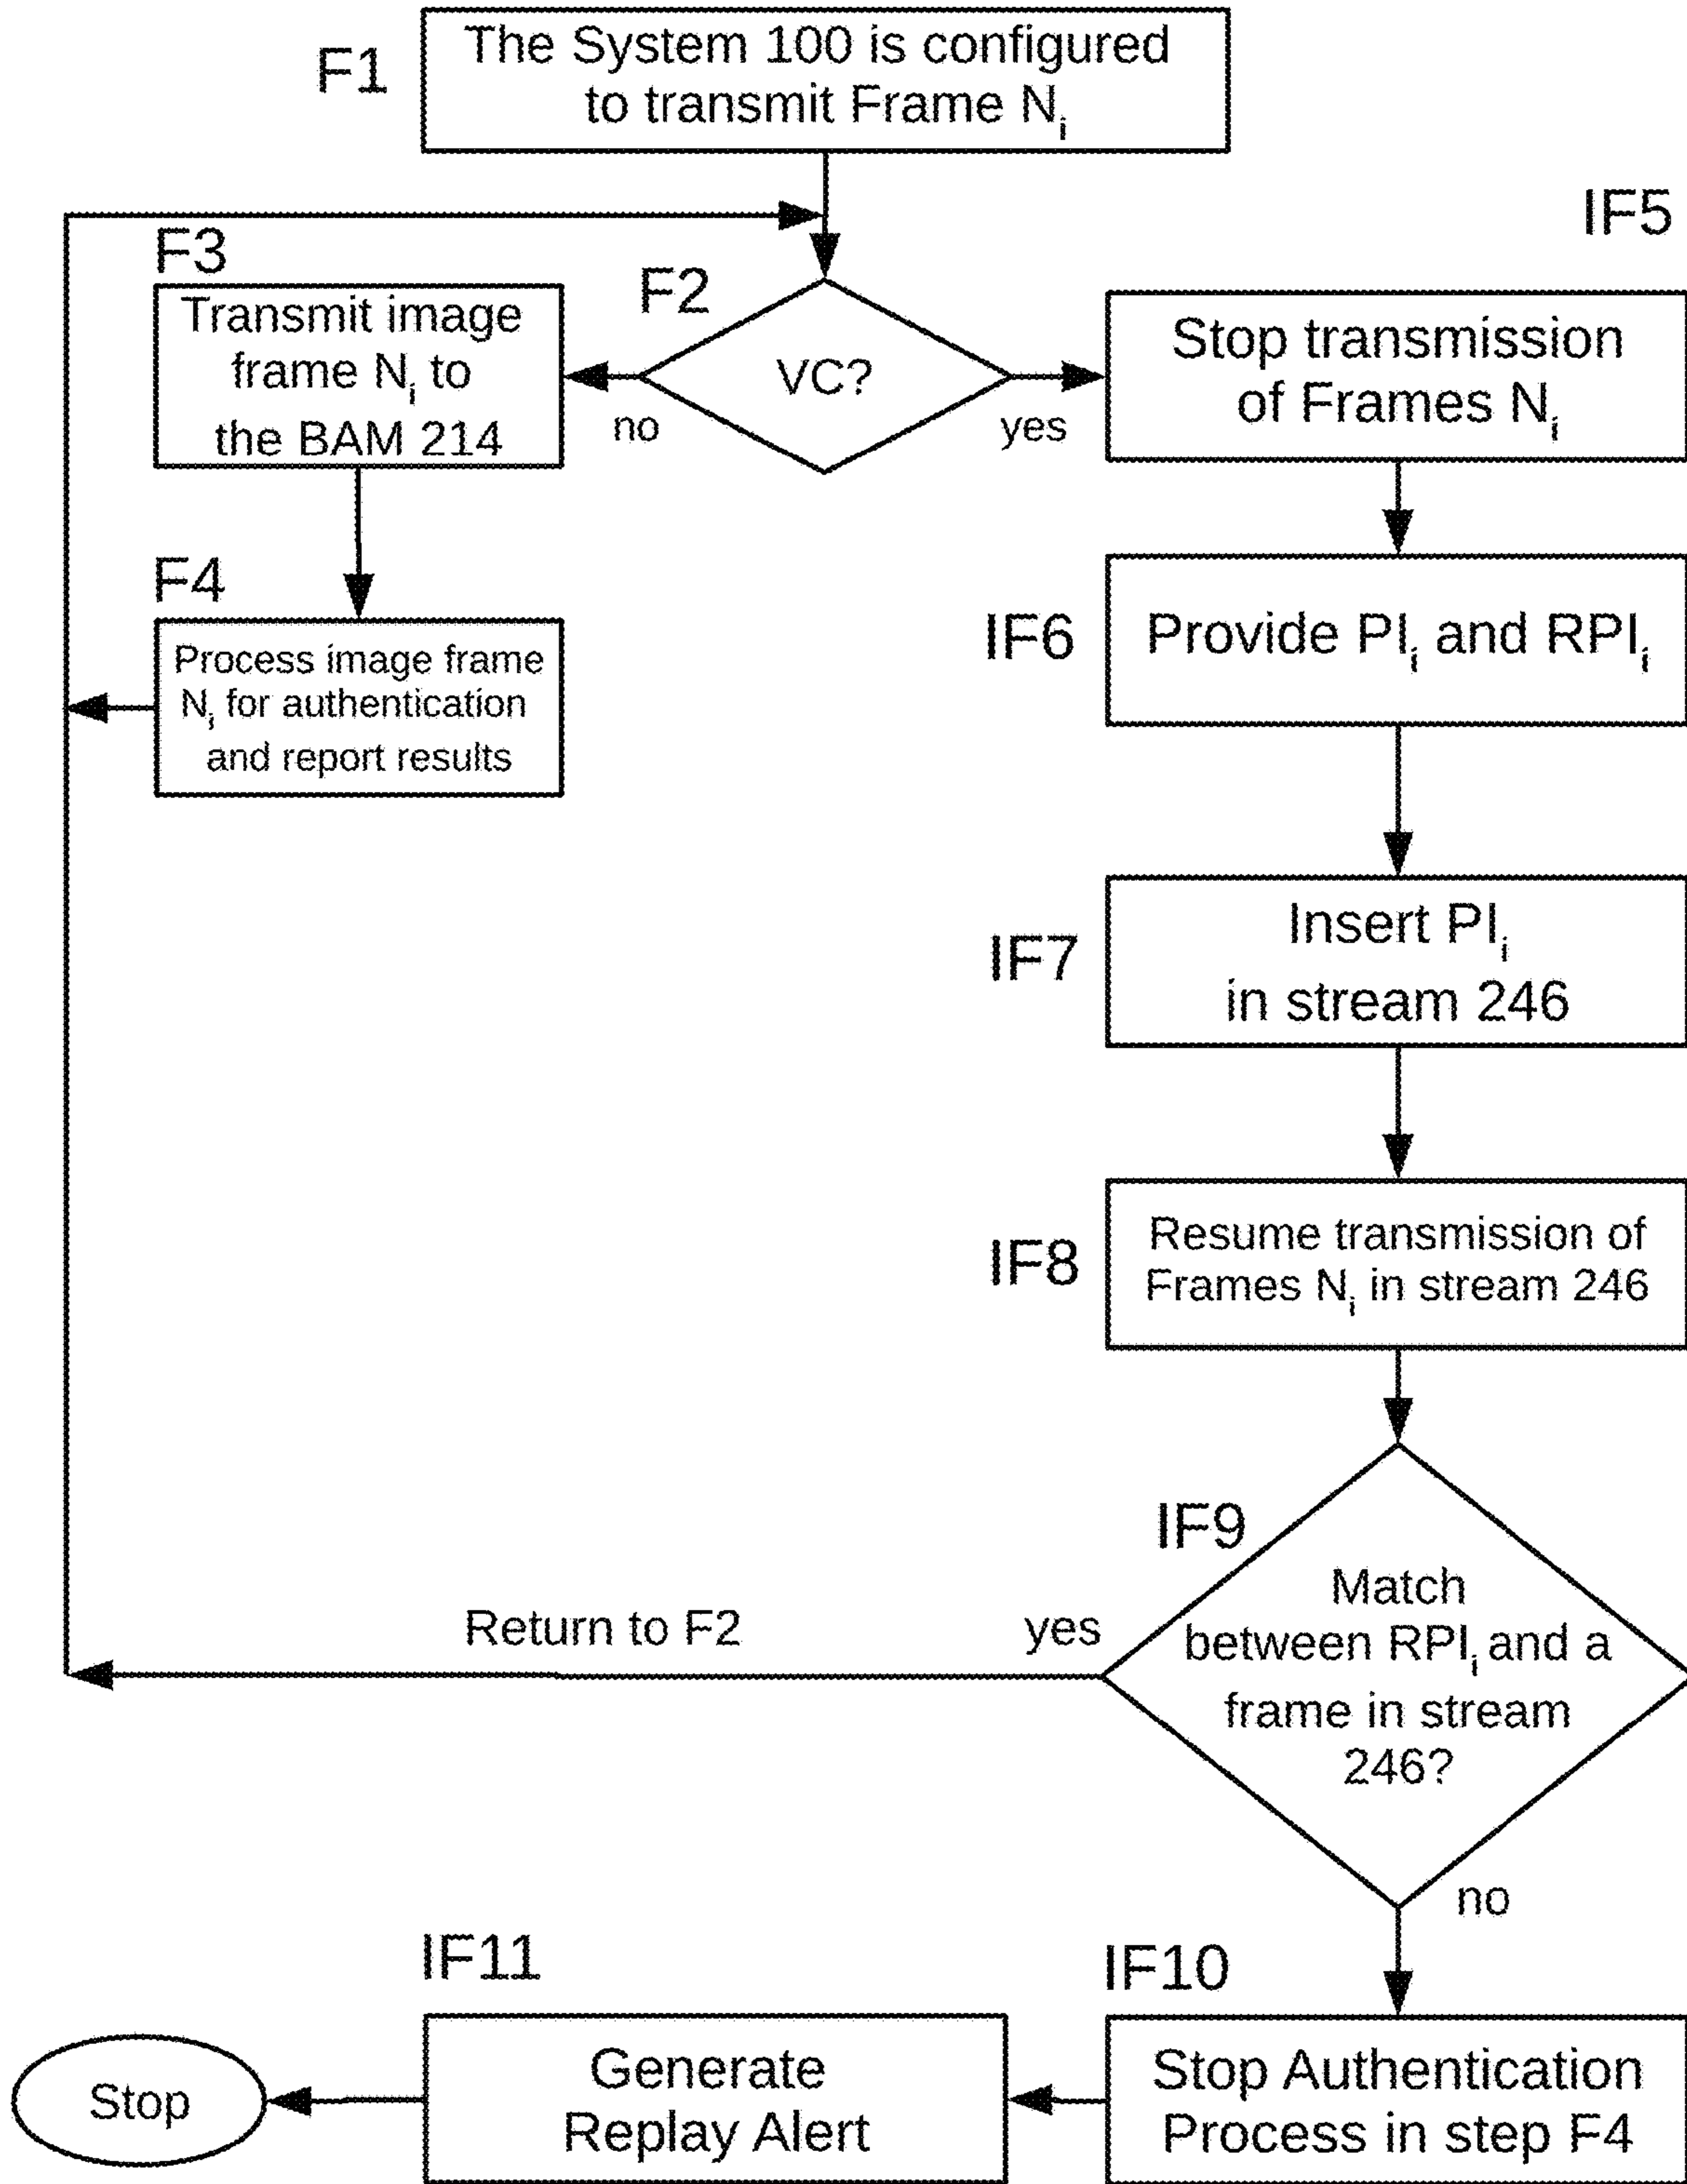 F1
The System 100 is configured
to transmit Frame Nᵢ
F3
Transmit image
frame Nᵢ to
the BAM 214
F2
VC?
no
yes
IF5
Stop transmission
of Frames Nᵢ
F4
Process image frame
Nᵢ for authentication
and report results
IF6
Provide PIᵢ and RPIᵢ
IF7
Insert PIᵢ
in stream 246
IF8
Resume transmission of
Frames Nᵢ in stream 246
IF9
Match
between RPIᵢ and a
frame in stream
246?
yes
Return to F2
no
IF10
Stop Authentication
Process in step F4
IF11
Generate
Replay Alert
Stop